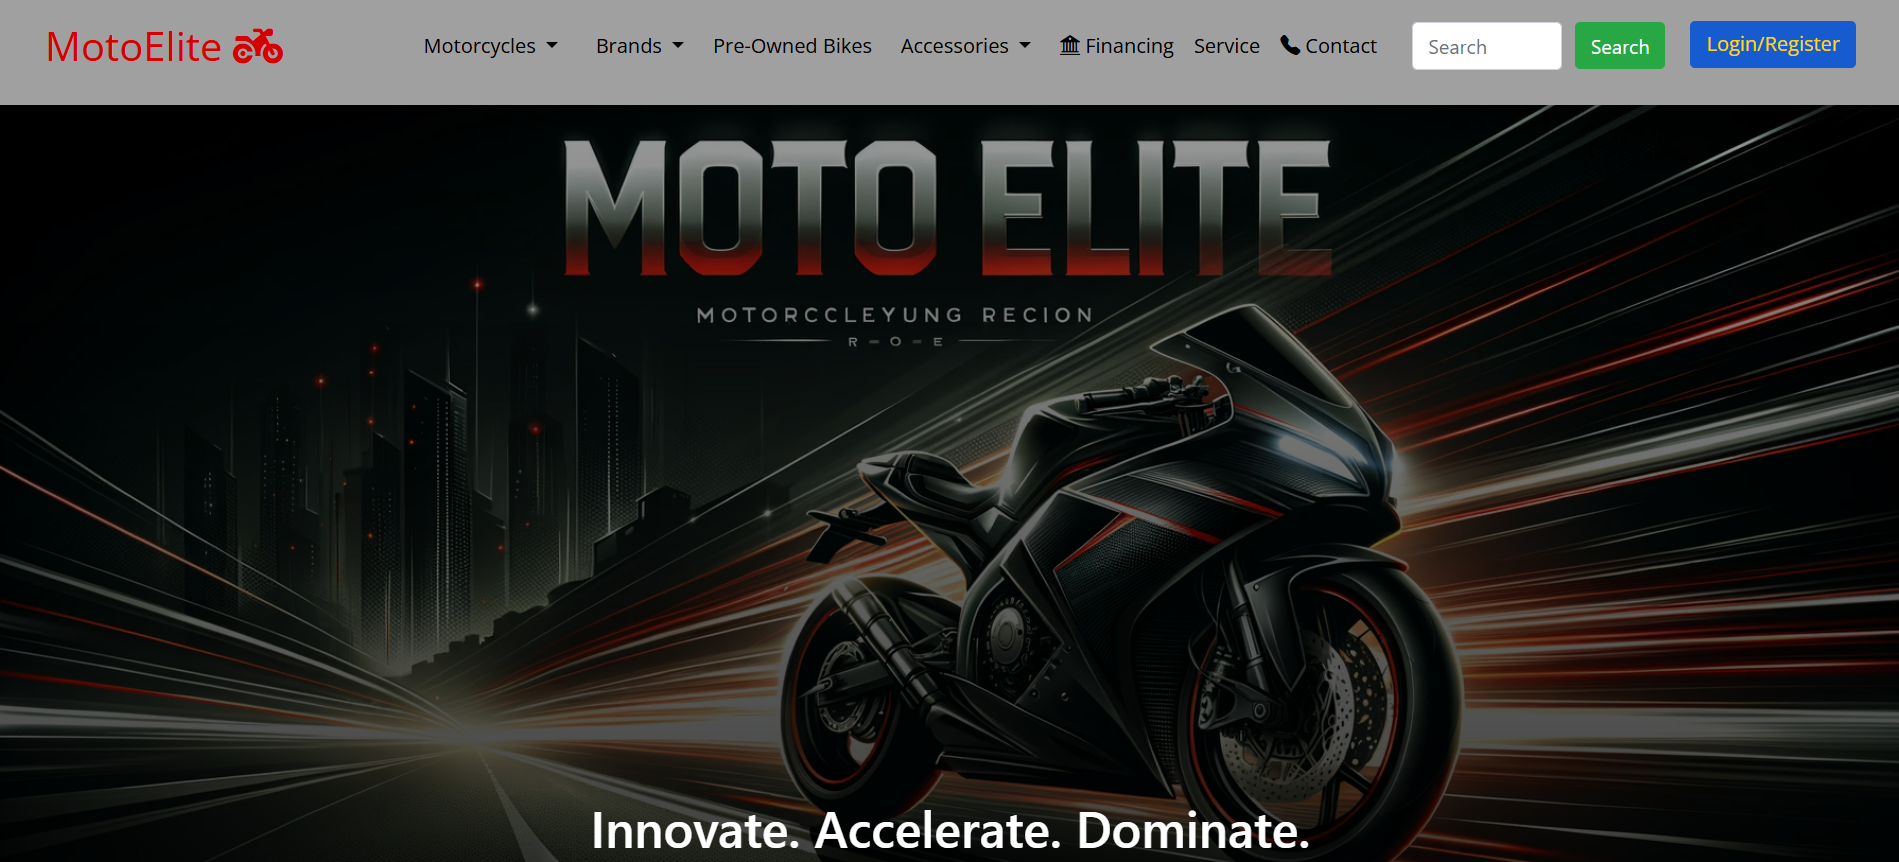 MotoElite
Motorcycles Brands Pre-Owned Bikes Accessories Financing Service Contact Search Search Login/Register
MOTO ELITE
MOTORCCLEYUNG RECION
R-O-E
Innovate. Accelerate. Dominate.